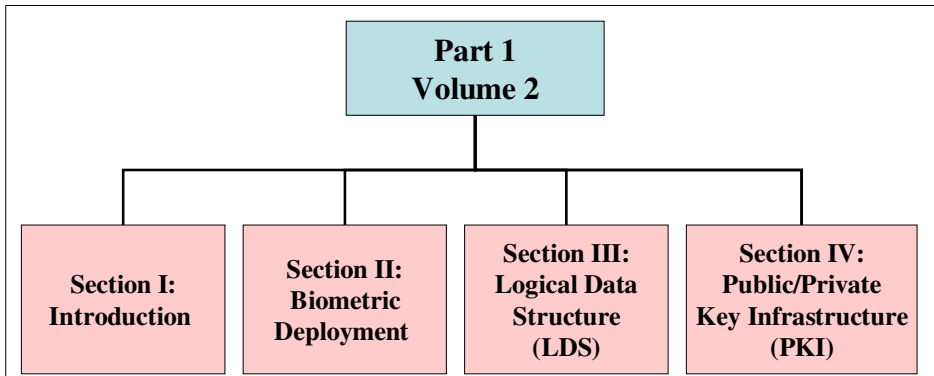 Part 1
Volume 2
Section I:
Introduction
Section II:
Biometric
Deployment
Section III:
Logical Data
Structure
(LDS)
Section IV:
Public/Private
Key Infrastructure
(PKI)